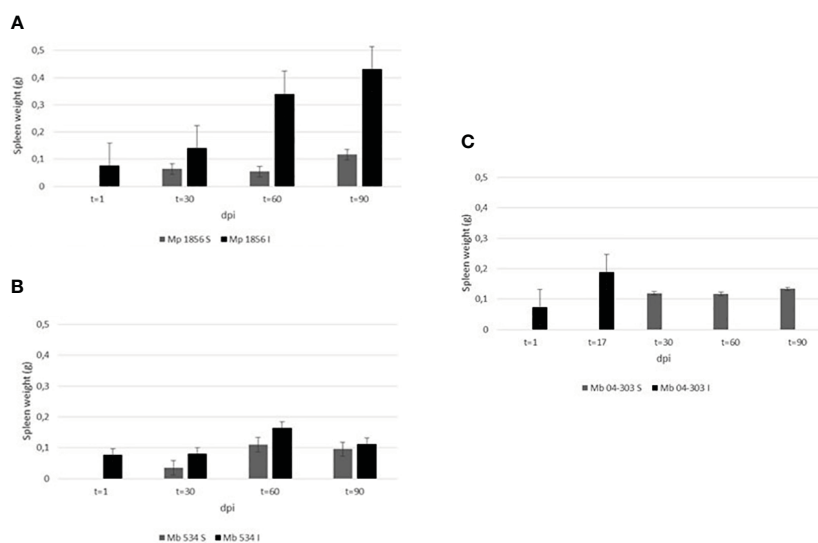 A
Spleen weight (g)
0,5
0,4
0,3
0,2
0,1
0
t=1 t=30 t=60 t=90
dpi
Mp 1856 S Mp 1856 I
B
Spleen weight (g)
0,5
0,4
0,3
0,2
0,1
0
t=1 t=30 t=60 t=90
dpi
Mb 534 S Mb 534 I
C
Spleen weight (g)
0,5
0,4
0,3
0,2
0,1
0
t=1 t=17 t=30 t=60 t=90
dpi
Mb 04-303 S Mb 04-303 I